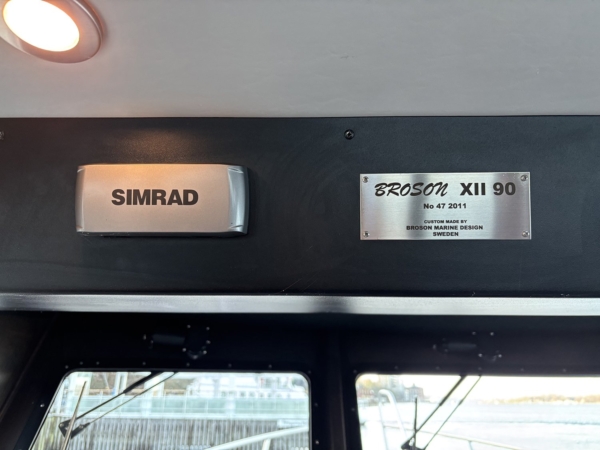 SIMRAD
BROSON XII 90
No 47 2011
CUSTOM MADE BY
BROSON MARINE DESIGN
SWEDEN